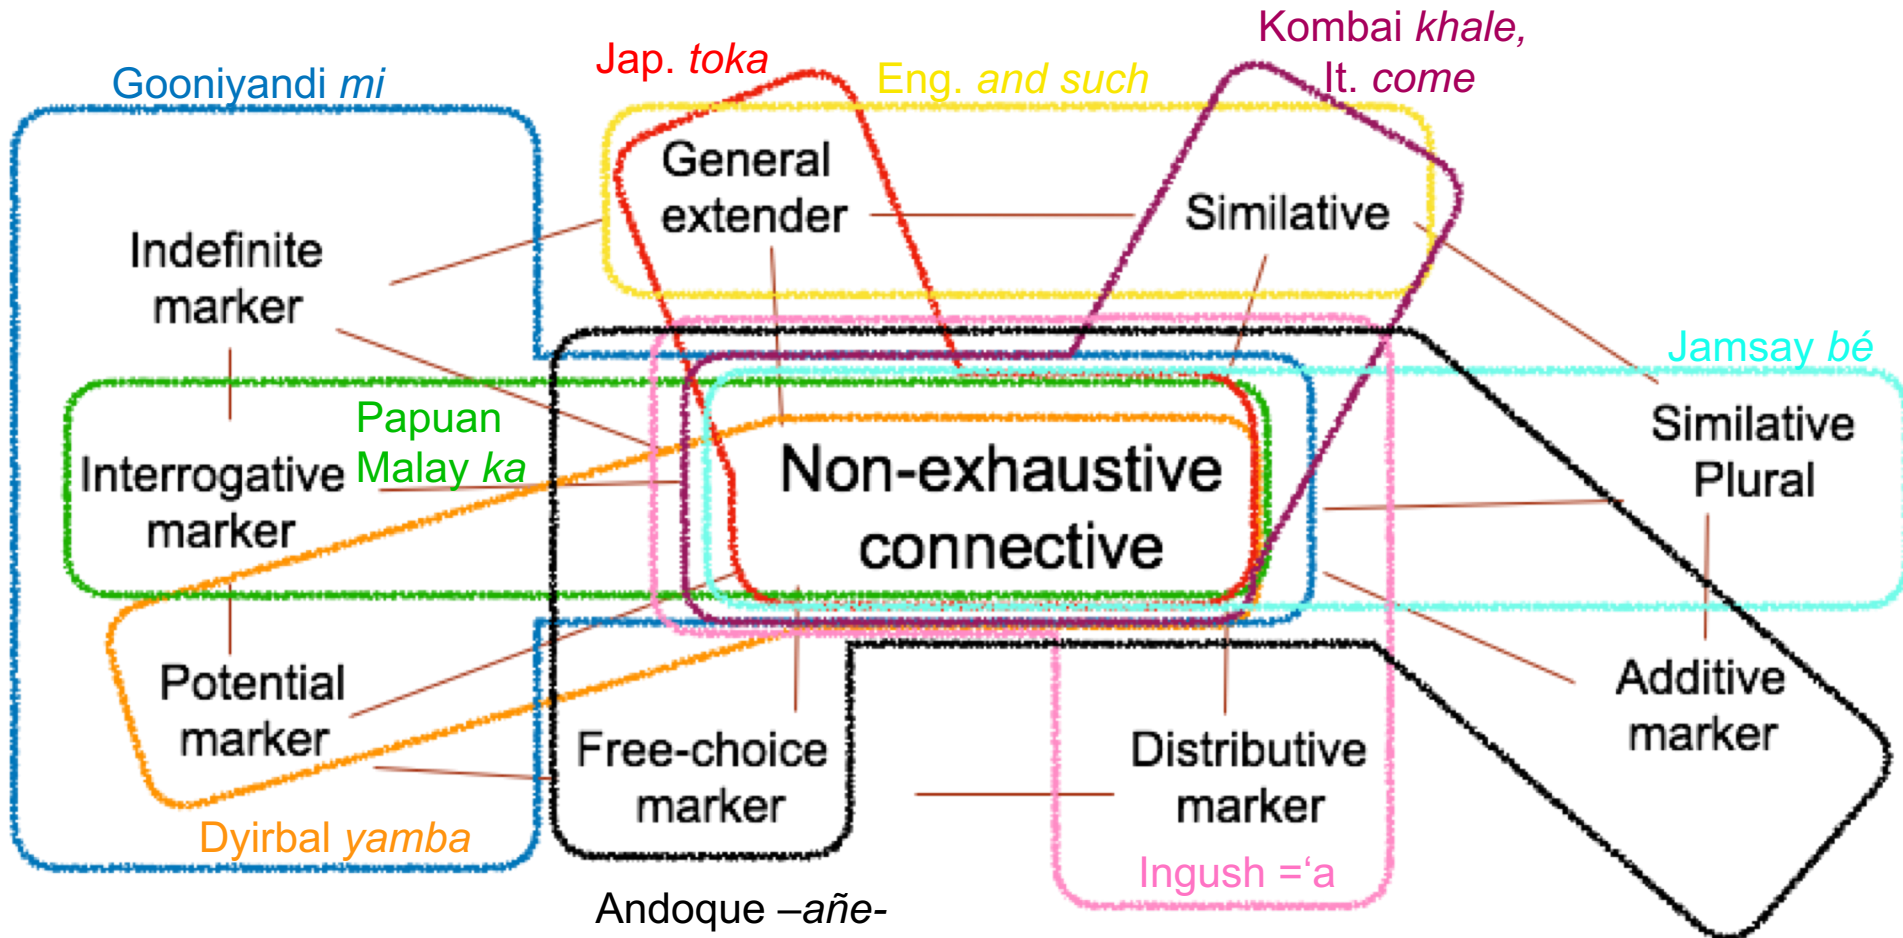 Kombai khale,
It. come
Jap. toka
Eng. and such
Gooniyandi mi
General
extender
Similative
Indefinite
marker
Jamsay bé
Papuan
Malay ka
Similative
Plural
Interrogative
marker
Non-exhaustive
connective
Potential
marker
Additive
marker
Free-choice
marker
Distributive
marker
Dyirbal yamba
Ingush =‘a
Andoque –añe-